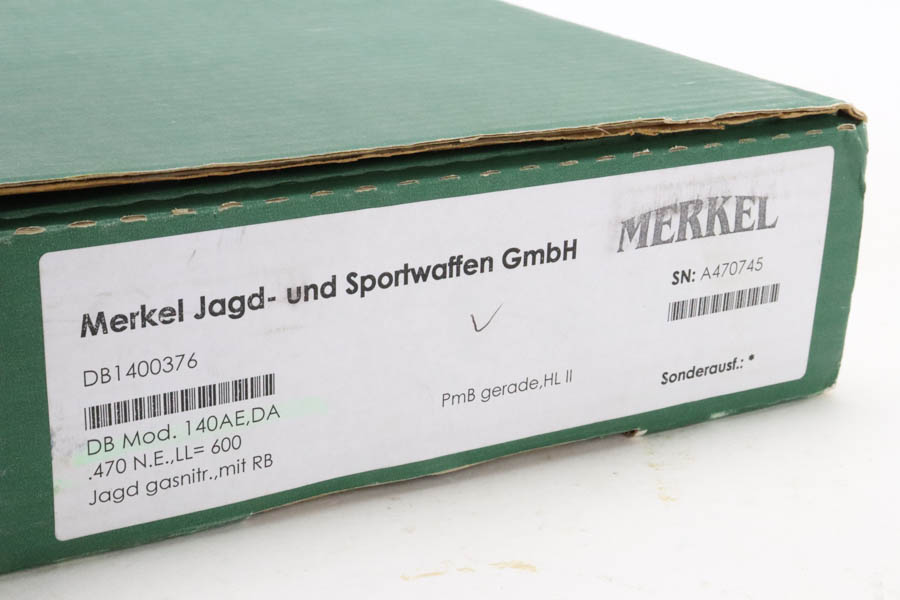 MERKEL
Merkel Jagd- und Sportwaffen GmbH
SN: A470745
DB1400376
DB Mod. 140AE,DA
.470 N.E.,LL= 600
Jagd gasnitr.,mit RB
PmB gerade,HL II
Sonderausf.: *